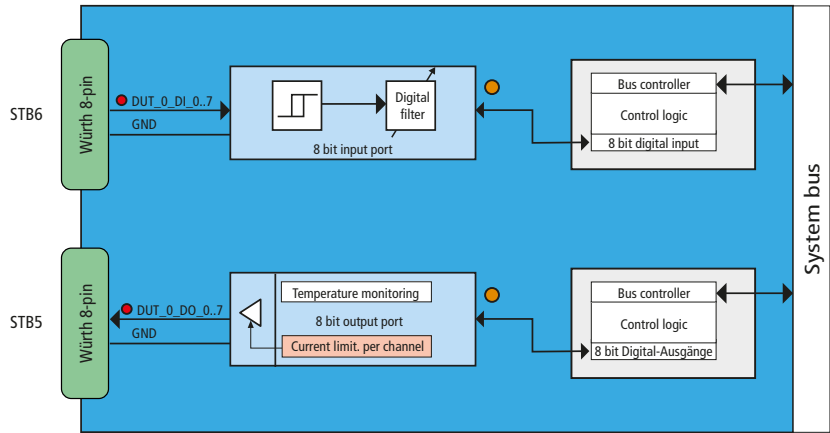 STB6
Würth 8-pin
DUT_0_DI_0..7
GND
Digital
filter
8 bit input port
Bus controller
Control logic
8 bit digital input
System bus
STB5
Würth 8-pin
DUT_0_DO_0..7
GND
Temperature monitoring
8 bit output port
Current limit. per channel
Bus controller
Control logic
8 bit Digital-Ausgänge